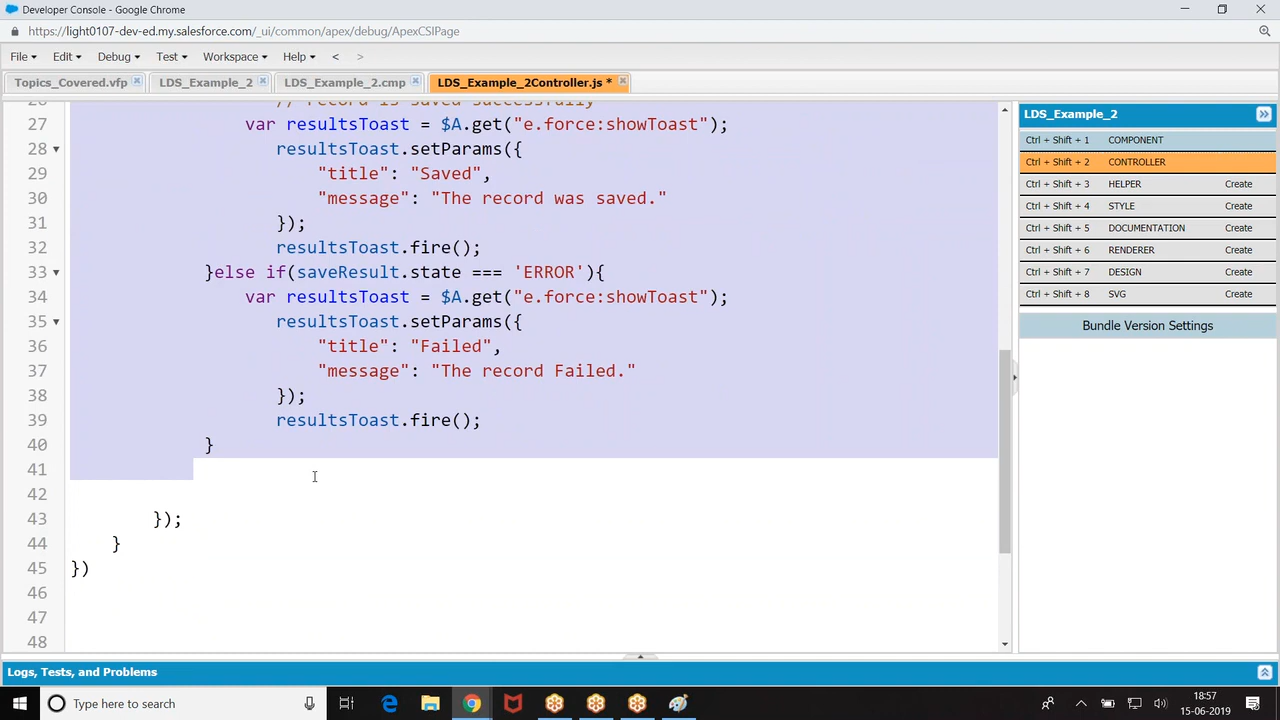 Developer Console - Google Chrome
https://light0107-dev-ed.my.salesforce.com/_ui/common/apex/debug/ApexCSIPage
File Edit Debug Test Workspace Help < >
Topics_Covered.vfp LDS_Example_2 LDS_Example_2.cmp LDS_Example_2Controller.js *
26 // record is saved successfully
27 var resultsToast = $A.get("e.force:showToast");
28 resultsToast.setParams({
29 "title": "Saved",
30 "message": "The record was saved."
31 });
32 resultsToast.fire();
33 }else if(saveResult.state === 'ERROR'){
34 var resultsToast = $A.get("e.force:showToast");
35 resultsToast.setParams({
36 "title": "Failed",
37 "message": "The record Failed."
38 });
39 resultsToast.fire();
40 }
41
42
43 });
44 }
45 })
46
47
48
LDS_Example_2
Ctrl + Shift + 1 COMPONENT
Ctrl + Shift + 2 CONTROLLER
Ctrl + Shift + 3 HELPER Create
Ctrl + Shift + 4 STYLE Create
Ctrl + Shift + 5 DOCUMENTATION Create
Ctrl + Shift + 6 RENDERER Create
Ctrl + Shift + 7 DESIGN Create
Ctrl + Shift + 8 SVG Create
Bundle Version Settings
Logs, Tests, and Problems
Type here to search
18:57
15-06-2019